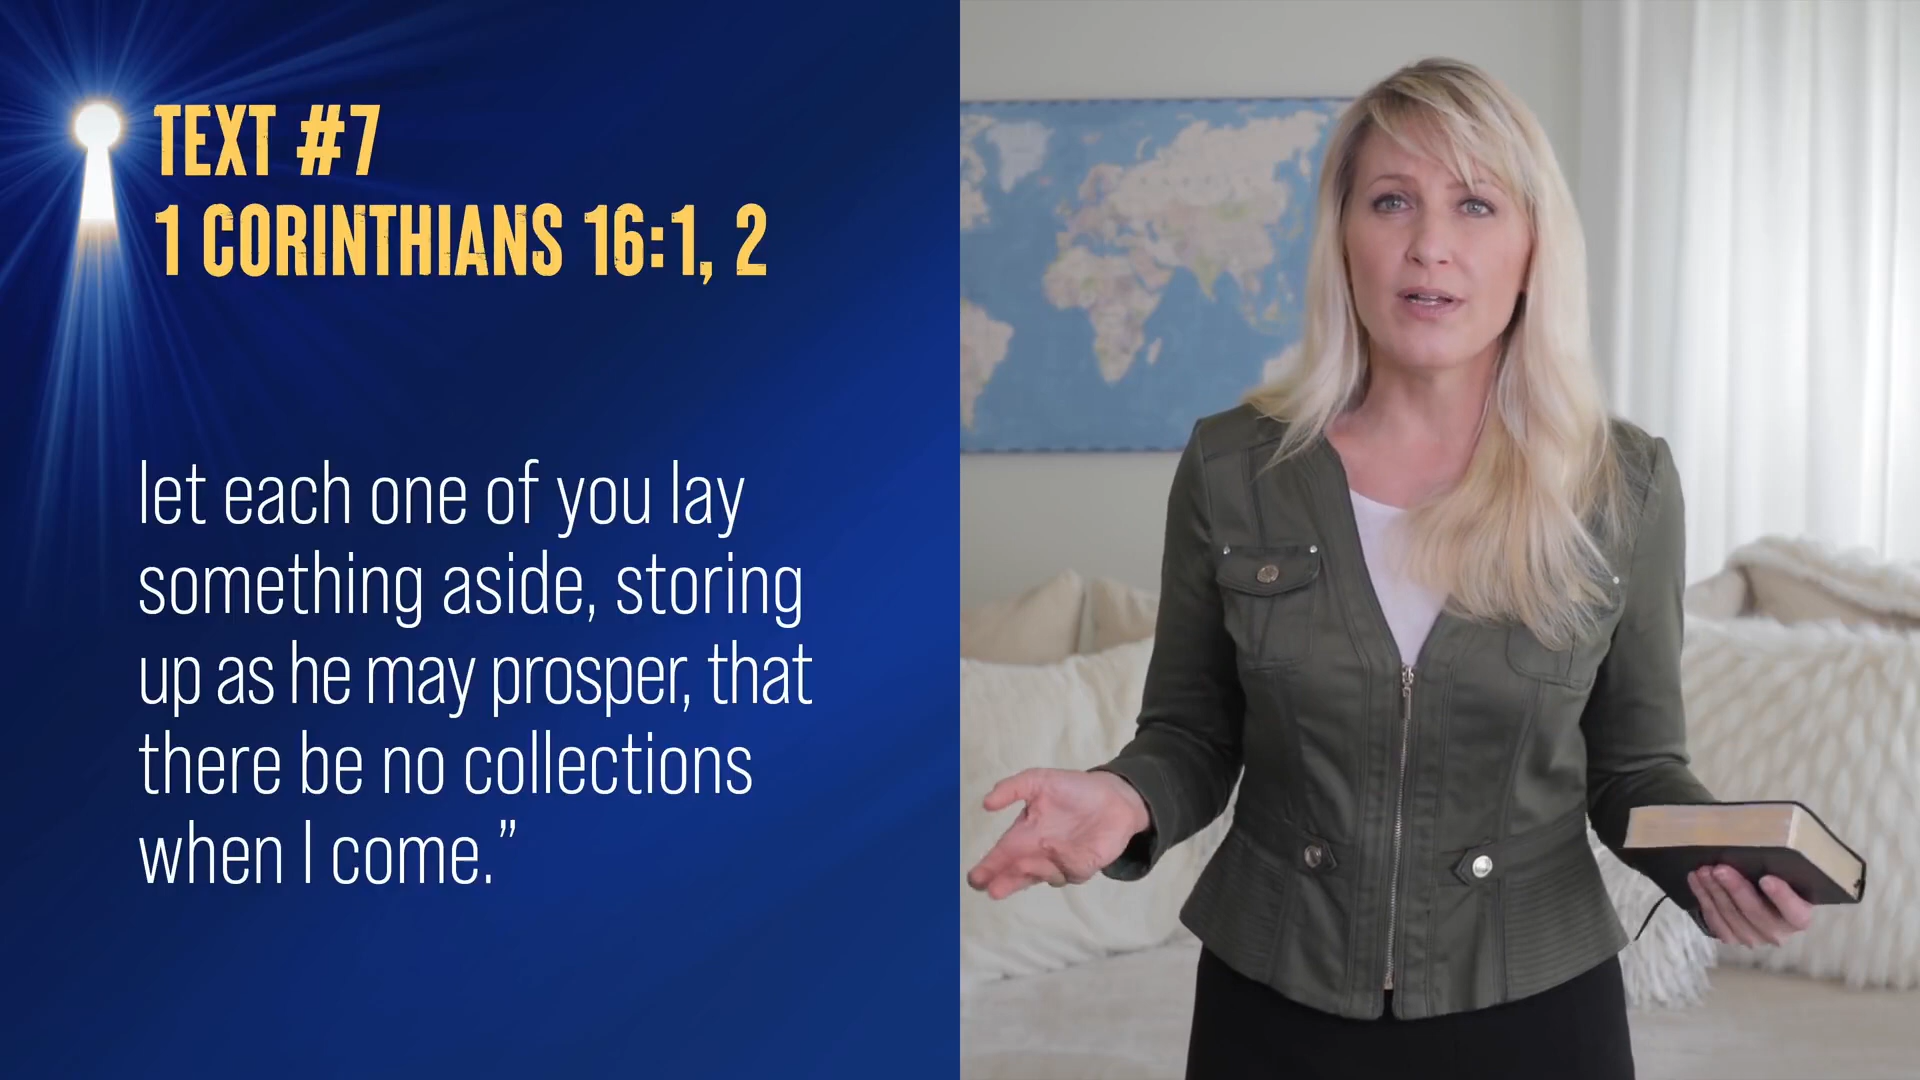 TEXT #7
1 CORINTHIANS 16:1, 2
let each one of you lay
something aside, storing
up as he may prosper, that
there be no collections
when I come.”